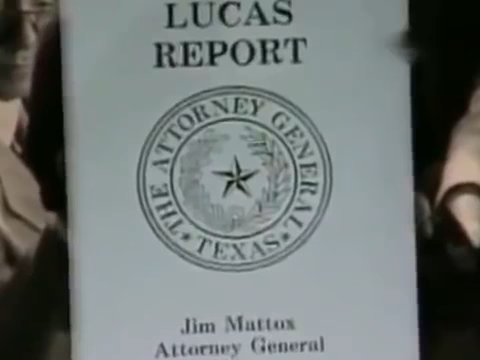 LUCAS
REPORT
THE ATTORNEY GENERAL
★ TEXAS ★
Jim Mattox
Attorney General